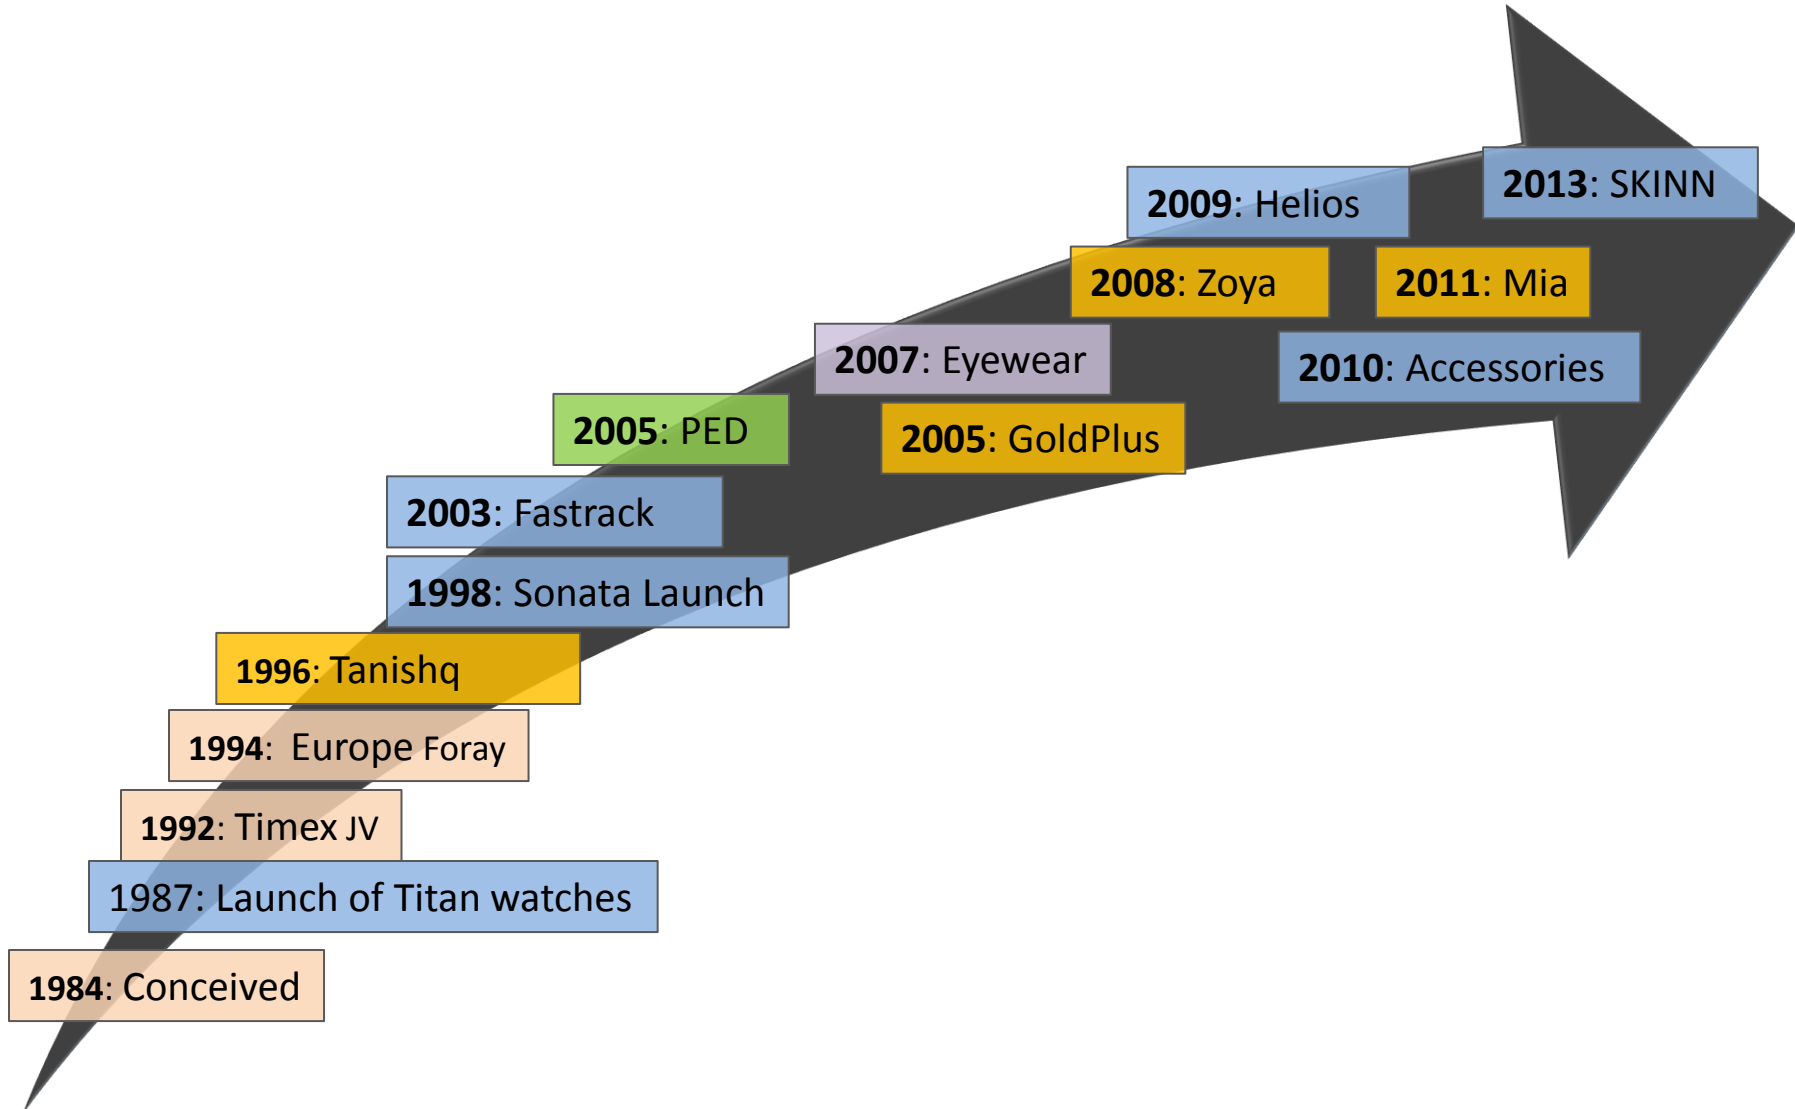 2013: SKINN
2009: Helios
2008: Zoya
2011: Mia
2007: Eyewear
2010: Accessories
2005: PED
2005: GoldPlus
2003: Fastrack
1998: Sonata Launch
1996: Tanishq
1994:  Europe Foray
1992: Timex JV
1987: Launch of Titan watches
1984: Conceived